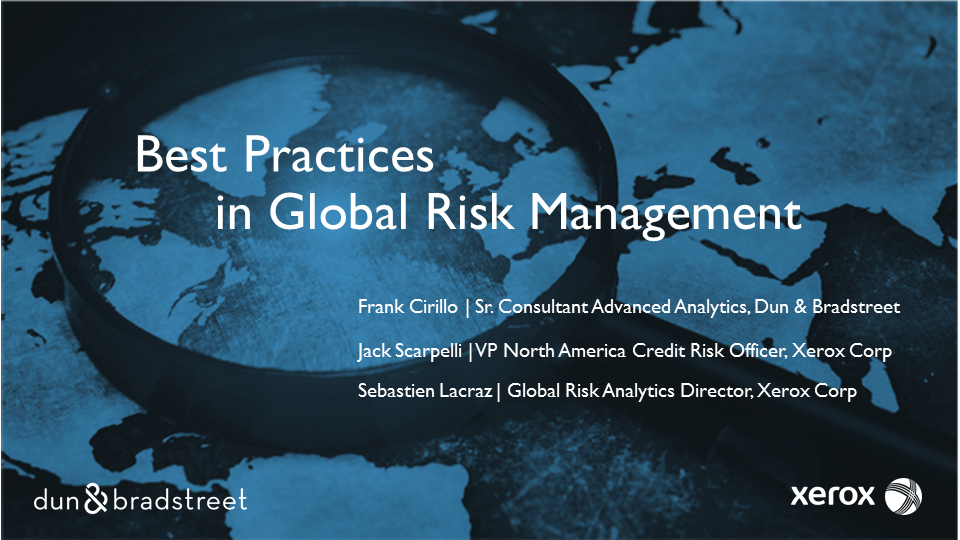 Best Practices
in Global Risk Management
Frank Cirillo | Sr. Consultant Advanced Analytics, Dun & Bradstreet
Jack Scarpelli | VP North America Credit Risk Officer, Xerox Corp
Sebastien Lacraz | Global Risk Analytics Director, Xerox Corp
dun & bradstreet
xerox